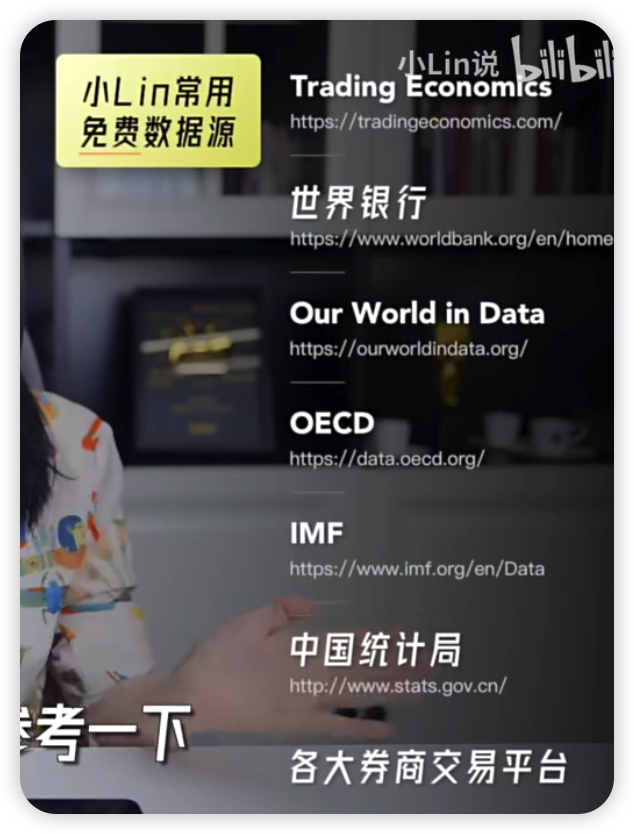 小Lin说 bilibili
小Lin常用
免费数据源
Trading Economics
https://tradingeconomics.com/
世界银行
https://www.worldbank.org/en/home
Our World in Data
https://ourworldindata.org/
OECD
https://data.oecd.org/
IMF
https://www.imf.org/en/Data
中国统计局
http://www.stats.gov.cn/
各大券商交易平台
参考一下